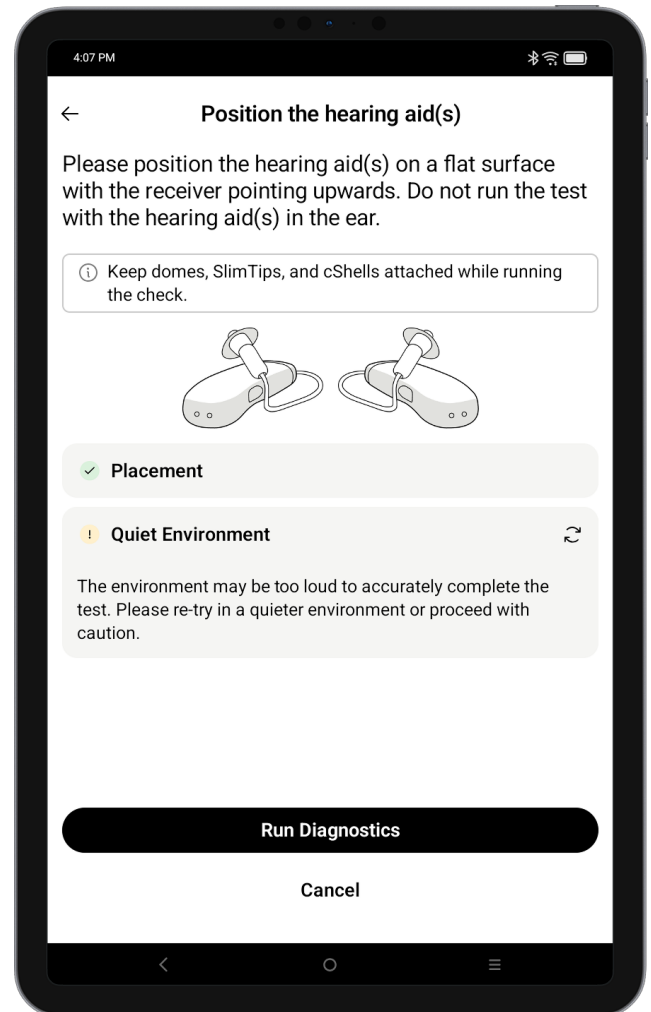 4:07 PM
Position the hearing aid(s)
Please position the hearing aid(s) on a flat surface
with the receiver pointing upwards. Do not run the test
with the hearing aid(s) in the ear.
Keep domes, SlimTips, and cShells attached while running
the check.
Placement
Quiet Environment
The environment may be too loud to accurately complete the
test. Please re-try in a quieter environment or proceed with
caution.
Run Diagnostics
Cancel